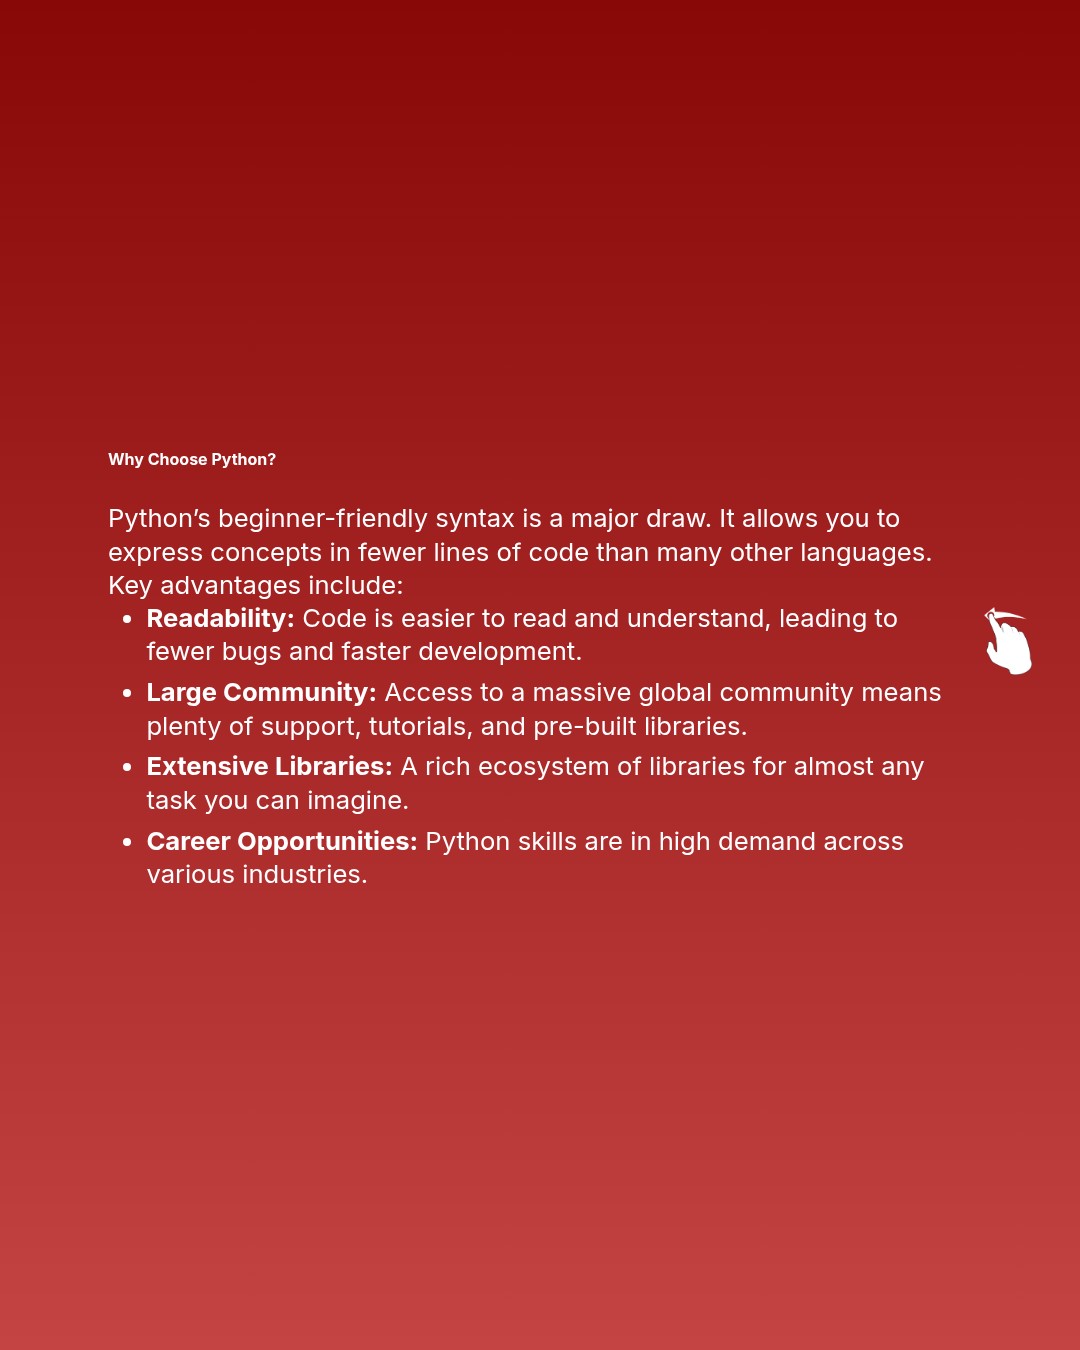 Why Choose Python?
Python’s beginner-friendly syntax is a major draw. It allows you to
express concepts in fewer lines of code than many other languages.
Key advantages include:
• Readability: Code is easier to read and understand, leading to
fewer bugs and faster development.
• Large Community: Access to a massive global community means
plenty of support, tutorials, and pre-built libraries.
• Extensive Libraries: A rich ecosystem of libraries for almost any
task you can imagine.
• Career Opportunities: Python skills are in high demand across
various industries.